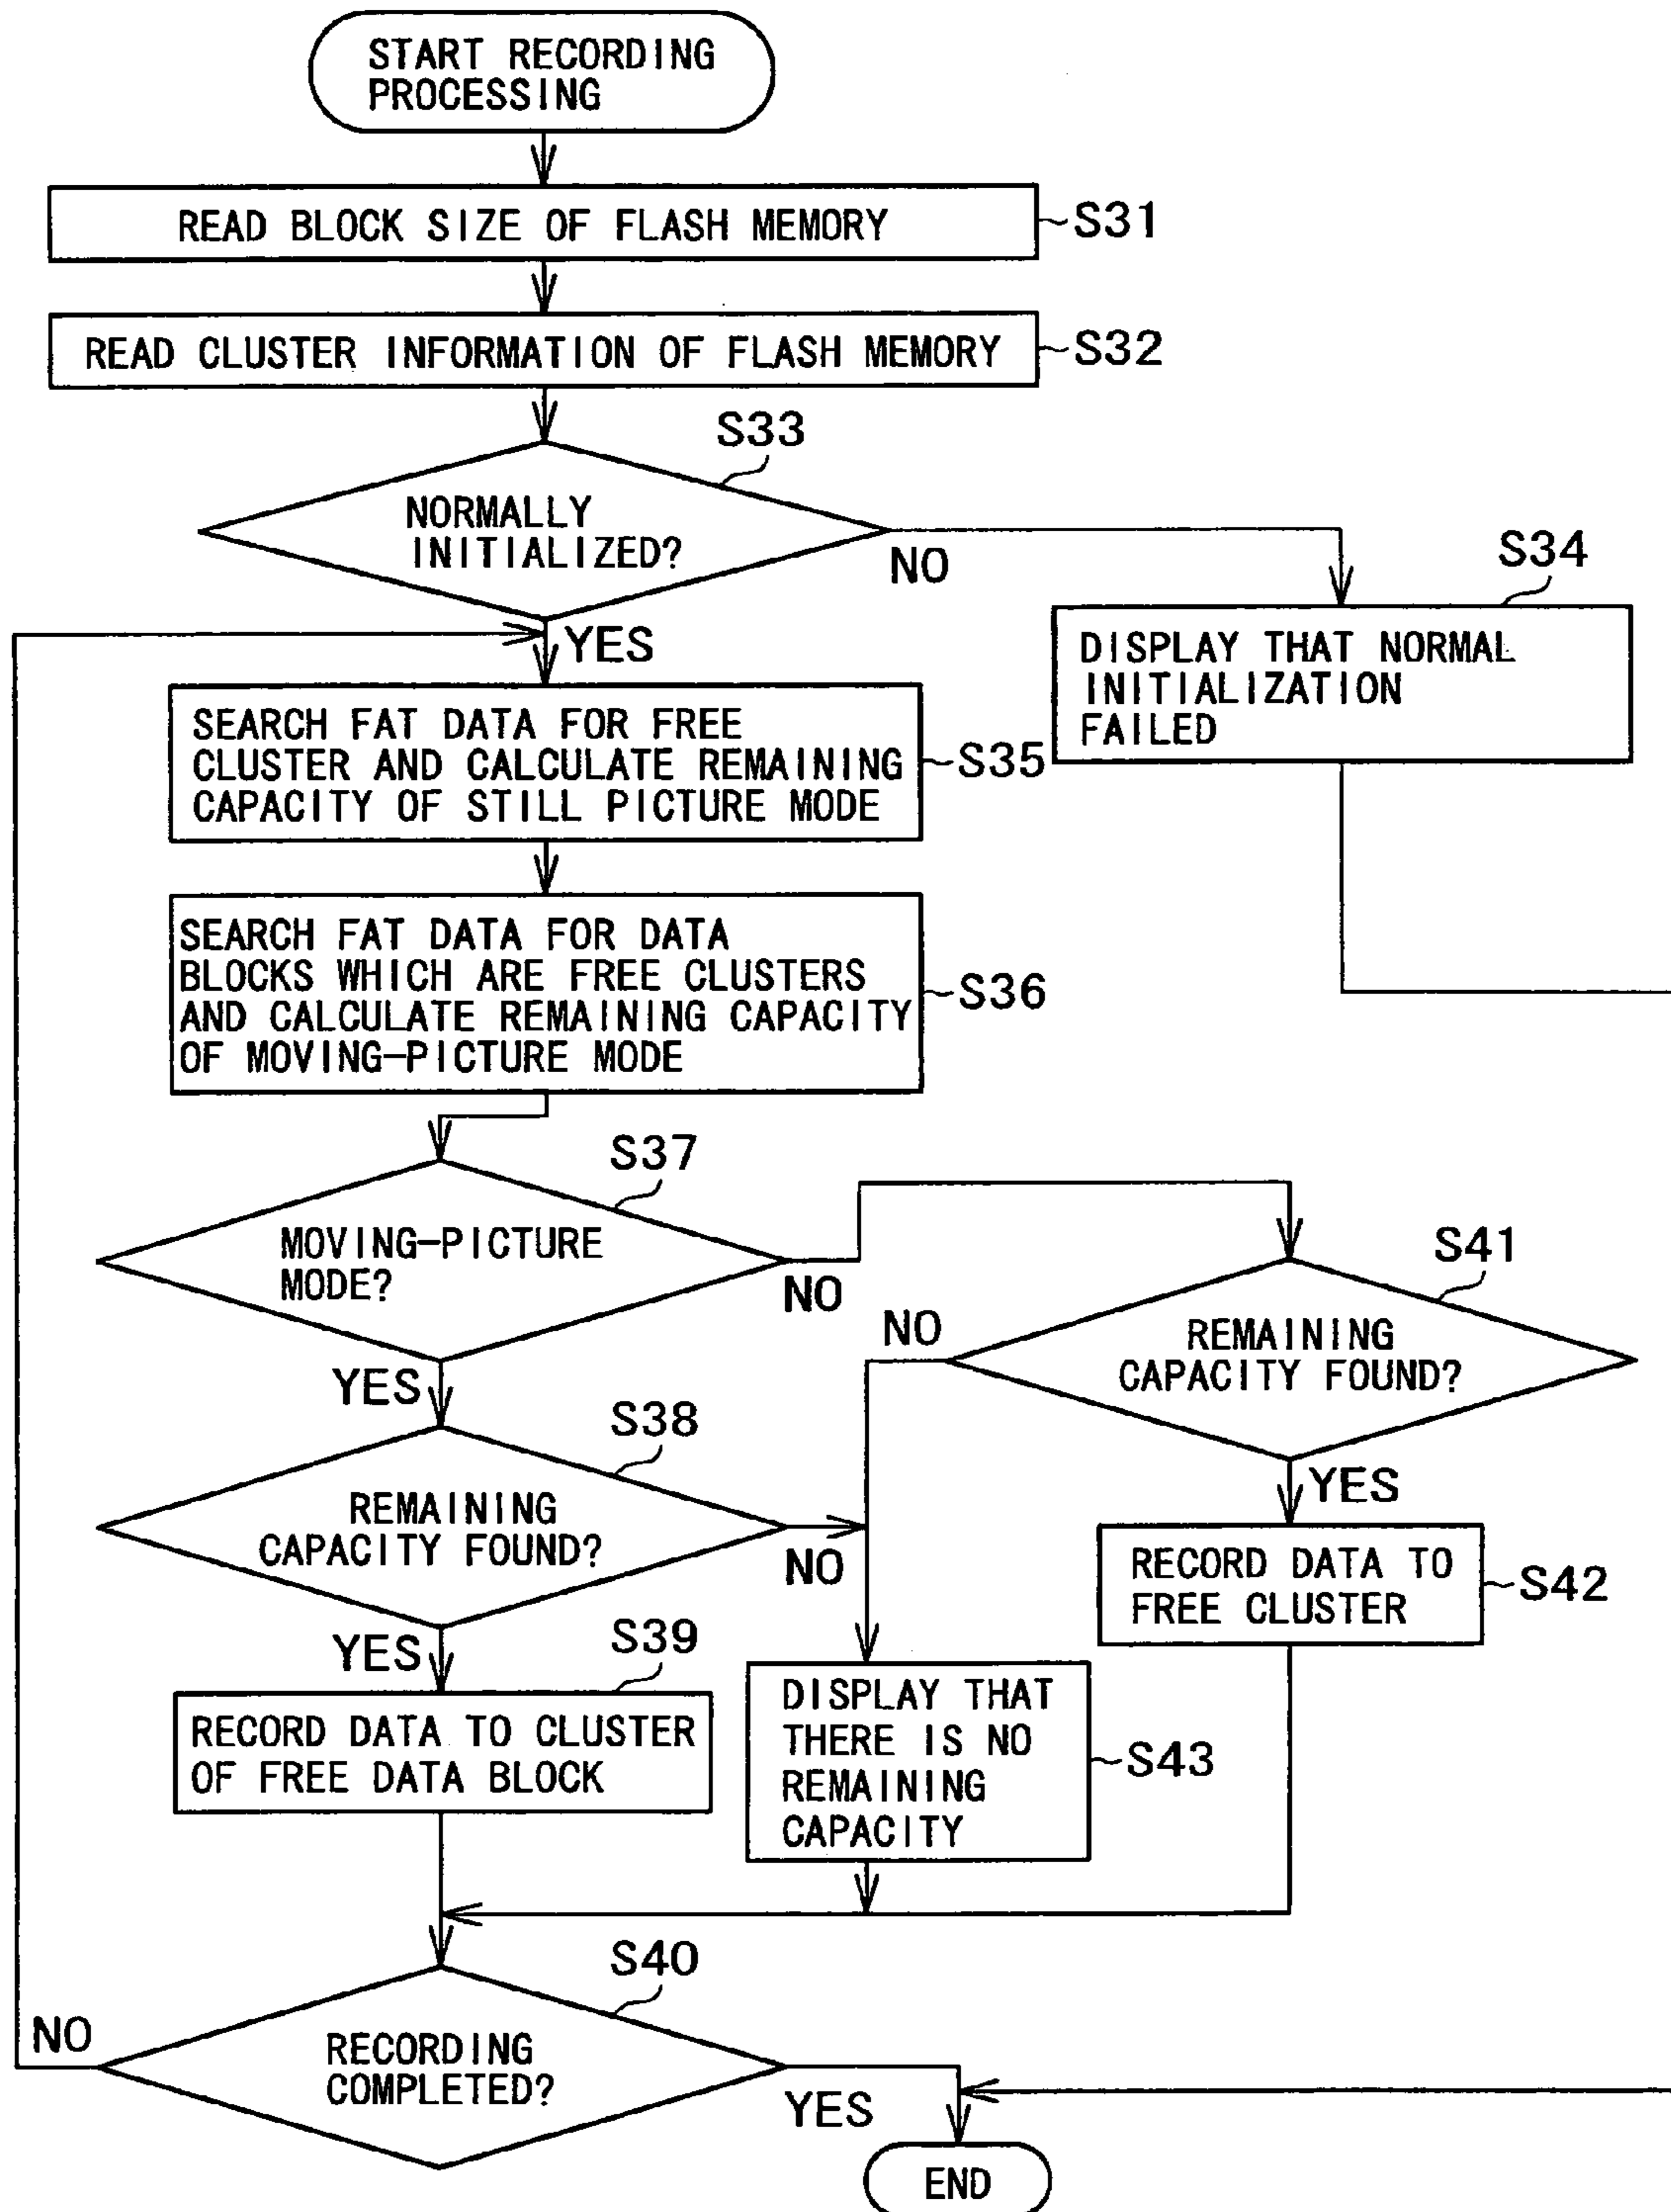 START RECORDING
PROCESSING
READ BLOCK SIZE OF FLASH MEMORY
S31
READ CLUSTER INFORMATION OF FLASH MEMORY
S32
S33
NORMALLY
INITIALIZED?
NO
S34
YES
DISPLAY THAT NORMAL
INITIALIZATION
FAILED
SEARCH FAT DATA FOR FREE
CLUSTER AND CALCULATE REMAINING
CAPACITY OF STILL PICTURE MODE
S35
SEARCH FAT DATA FOR DATA
BLOCKS WHICH ARE FREE CLUSTERS
AND CALCULATE REMAINING CAPACITY
OF MOVING-PICTURE MODE
S36
S37
MOVING-PICTURE
MODE?
NO
S41
NO
REMAINING
CAPACITY FOUND?
YES
S38
YES
REMAINING
CAPACITY FOUND?
NO
RECORD DATA TO
FREE CLUSTER
S42
YES
S39
RECORD DATA TO CLUSTER
OF FREE DATA BLOCK
DISPLAY THAT
THERE IS NO
REMAINING
CAPACITY
S43
S40
NO
RECORDING
COMPLETED?
YES
END